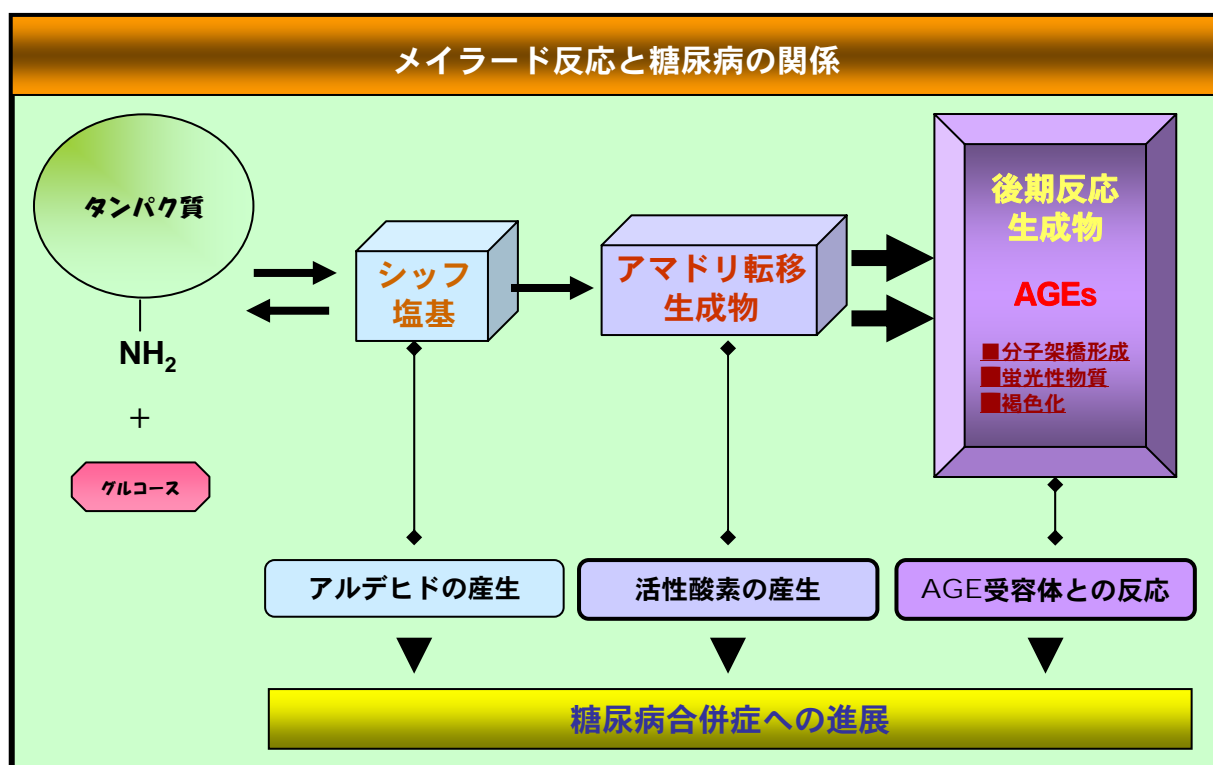 メイラード反応と糖尿病の関係
タンパク質
NH₂
+
グルコース
シッフ
塩基
アマドリ転移
生成物
後期反応
生成物
AGEs
■分子架橋形成
■蛍光性物質
■褐色化
アルデヒドの産生
活性酸素の産生
AGE受容体との反応
糖尿病合併症への進展